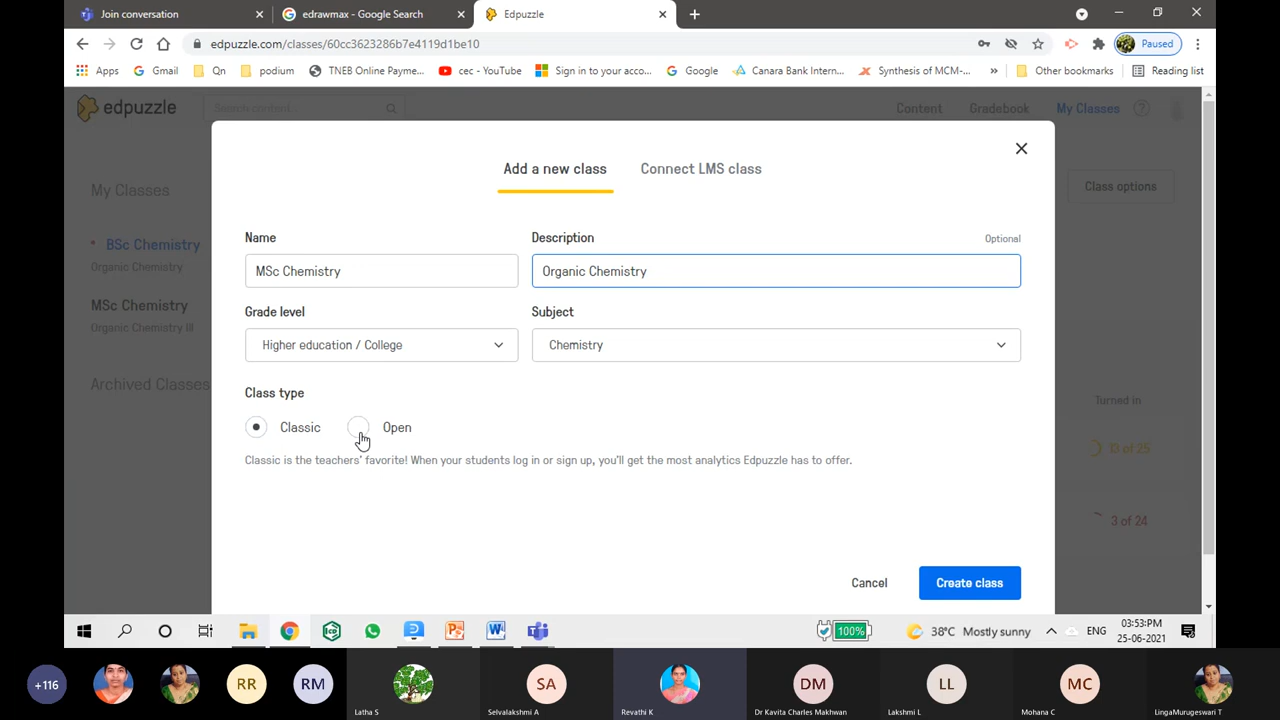 Join conversation
edrawmax - Google Search
Edpuzzle
edpuzzle.com/classes/60cc3623286b7e4119d1be10
Paused
Apps
Gmail
Qn
podium
TNEB Online Payme...
cec - YouTube
Sign in to your acco...
Google
Canara Bank Intern...
Synthesis of MCM-...
»
Other bookmarks
Reading list
edpuzzle
Search content...
Content
Gradebook
My Classes
?
Add a new class
Connect LMS class
My Classes
Class options
Name
Description
Optional
* BSc Chemistry
Organic Chemistry
MSc Chemistry
Organic Chemistry
MSc Chemistry
Organic Chemistry III
Grade level
Subject
Higher education / College
Chemistry
Archived Classes
Class type
Turned in
Classic
Open
13 of 25
Classic is the teachers' favorite! When your students log in or sign up, you'll get the most analytics Edpuzzle has to offer.
3 of 24
Cancel
Create class
100%
38°C Mostly sunny
ENG
03:53 PM
25-06-2021
+116
RR
RM
SA
DM
LL
MC
Latha S
Selvalakshmi A
Revathi K
Dr Kavita Charles Makhwan
Lakshmi L
Mohana C
LingaMurugeswari T